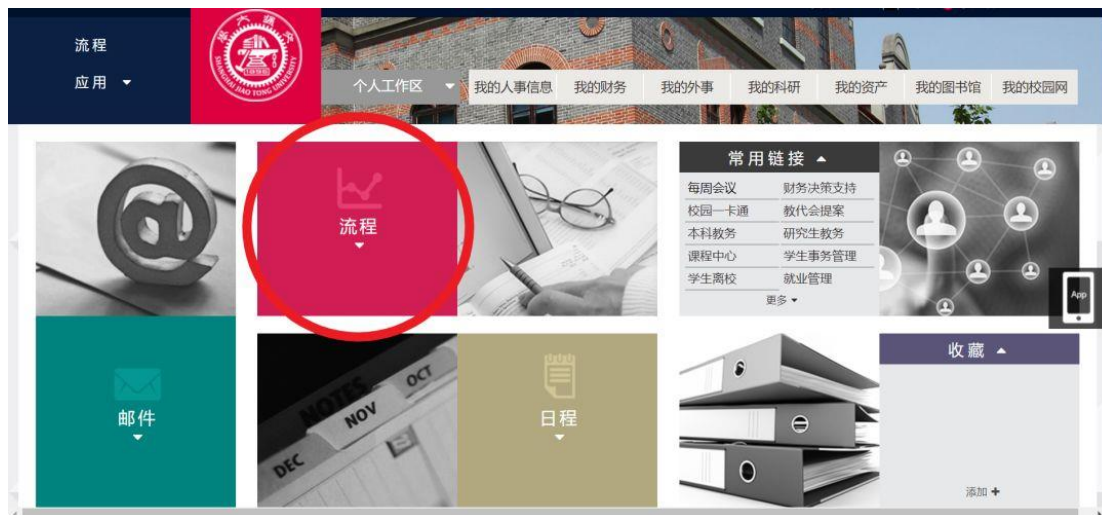 流程
应用
SHANGHAI JIAO TONG UNIVERSITY
1896
个人工作区 我的人事信息 我的财务 我的外事 我的科研 我的资产 我的图书馆 我的校园网
流程
常用链接
每周会议 财务决策支持
校园一卡通 教代会提案
本科教务 研究生教务
课程中心 学生事务管理
学生离校 就业管理
更多
App
邮件
NOTES
OCT
NOV
DEC
日程
收藏
添加